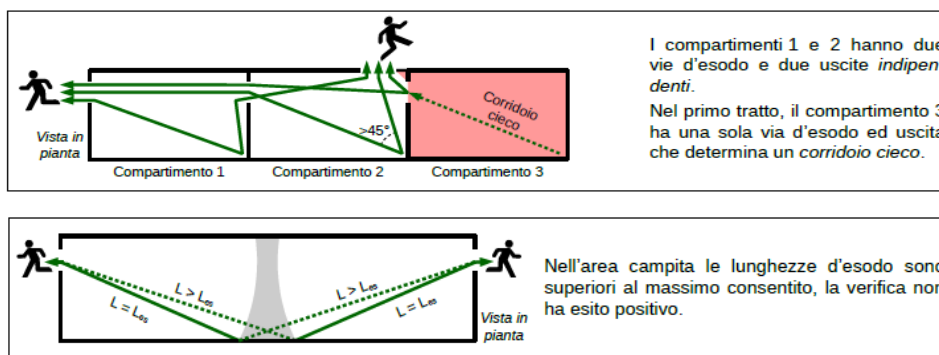 I compartimenti 1 e 2 hanno due
vie d'esodo e due uscite indipen
denti.
Nel primo tratto, il compartimento 3
ha una sola via d'esodo ed uscita
che determina un corridoio cieco.
Corridoio
cieco
>45°
Vista in
pianta
Compartimento 1
Compartimento 2
Compartimento 3
L > Les
L > Les
L = Les
L = Les
Vista in
pianta
Nell'area campita le lunghezze d'esodo sono
superiori al massimo consentito, la verifica non
ha esito positivo.